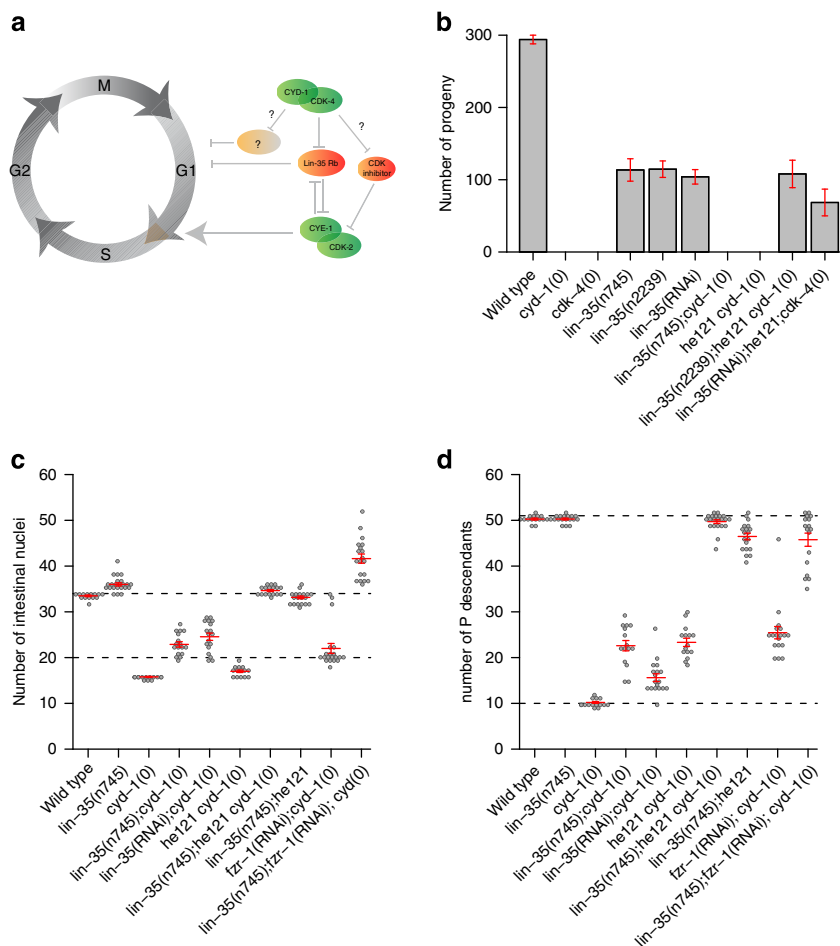 a
M
G1
S
G2
CYD-1
CDK-4
?
?
?
Lin-35 Rb
CDK
inhibitor
CYE-1
CDK-2
b
Number of progeny
300
200
100
0
Wild type
cyd−1(0)
cdk−4(0)
lin−35(n745)
lin−35(n2239)
lin−35(RNAi)
lin−35(n745);cyd−1(0)
he121 cyd−1(0)
lin−35(n2239);he121 cyd−1(0)
lin−35(RNAi);he121;cdk−4(0)
c
Number of intestinal nuclei
60
50
40
30
20
10
0
Wild type
lin−35(n745)
cyd−1(0)
lin−35(n745);cyd−1(0)
lin−35(RNAi);cyd−1(0)
he121 cyd−1(0)
lin−35(n745);he121 cyd−1(0)
lin−35(n745);he121
fzr−1(RNAi);cyd−1(0)
lin−35(n745);fzr−1(RNAi); cyd(0)
d
number of P descendants
60
50
40
30
20
10
0
Wild type
lin−35(n745)
cyd−1(0)
lin−35(n745);cyd−1(0)
lin−35(RNAi);cyd−1(0)
he121 cyd−1(0)
lin−35(n745);he121 cyd−1(0)
lin−35(n745);he121
fzr−1(RNAi); cyd−1(0)
lin−35(n745);fzr−1(RNAi); cyd−1(0)